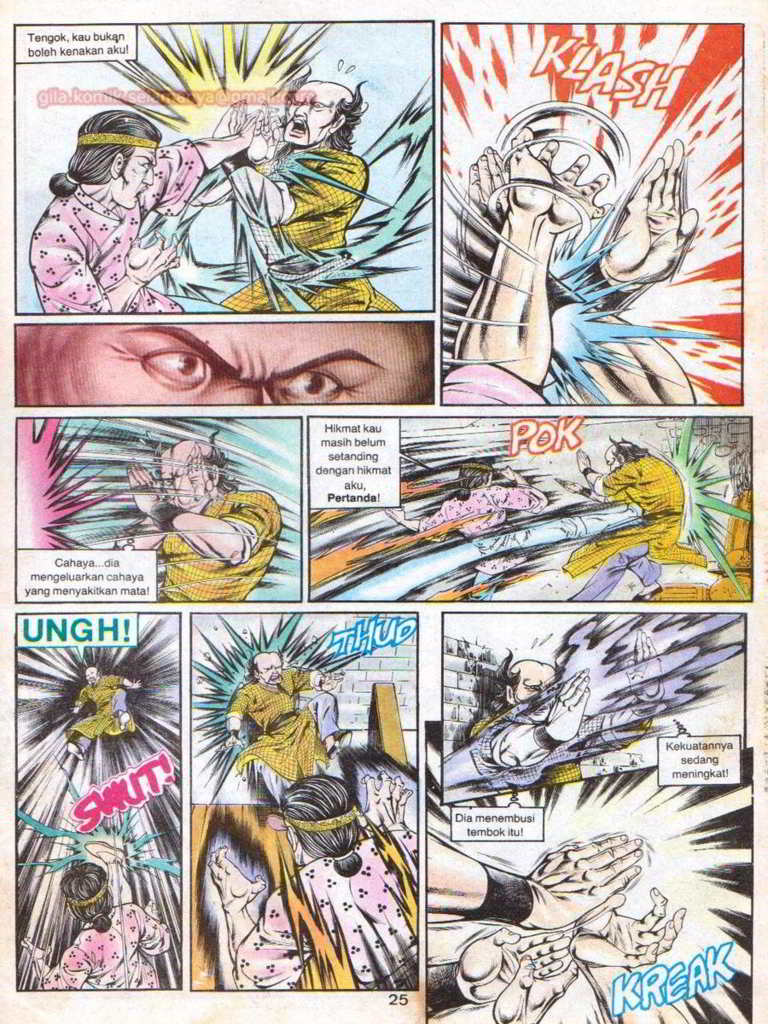 Tengok, kau bukan
boleh kenakan aku!
KLASH
Cahaya...dia
mengeluarkan cahaya
yang menyakitkan mata!
Hikmat kau
masih belum
setanding
dengan hikmat
aku,
Pertanda!
POK
UNGH!
SWUT!
THUD
Kekuatannya
sedang
meningkat!
Dia menembusi
tembok itu!
KREAK
25